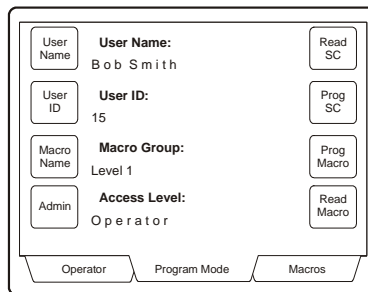 User
Name
User Name:
Bob Smith
Read
SC
User
ID
User ID:
15
Prog
SC
Macro
Name
Macro Group:
Level 1
Prog
Macro
Admin
Access Level:
Operator
Read
Macro
Operator
Program Mode
Macros